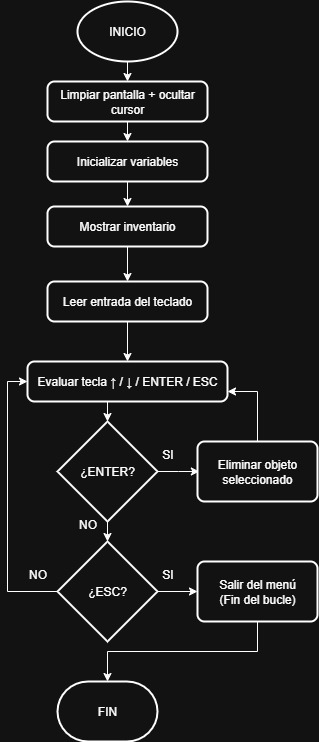 INICIO
Limpiar pantalla + ocultar
cursor
Inicializar variables
Mostrar inventario
Leer entrada del teclado
Evaluar tecla ↑ / ↓ / ENTER / ESC
¿ENTER?
SI
Eliminar objeto
seleccionado
NO
NO
¿ESC?
SI
Salir del menú
(Fin del bucle)
FIN